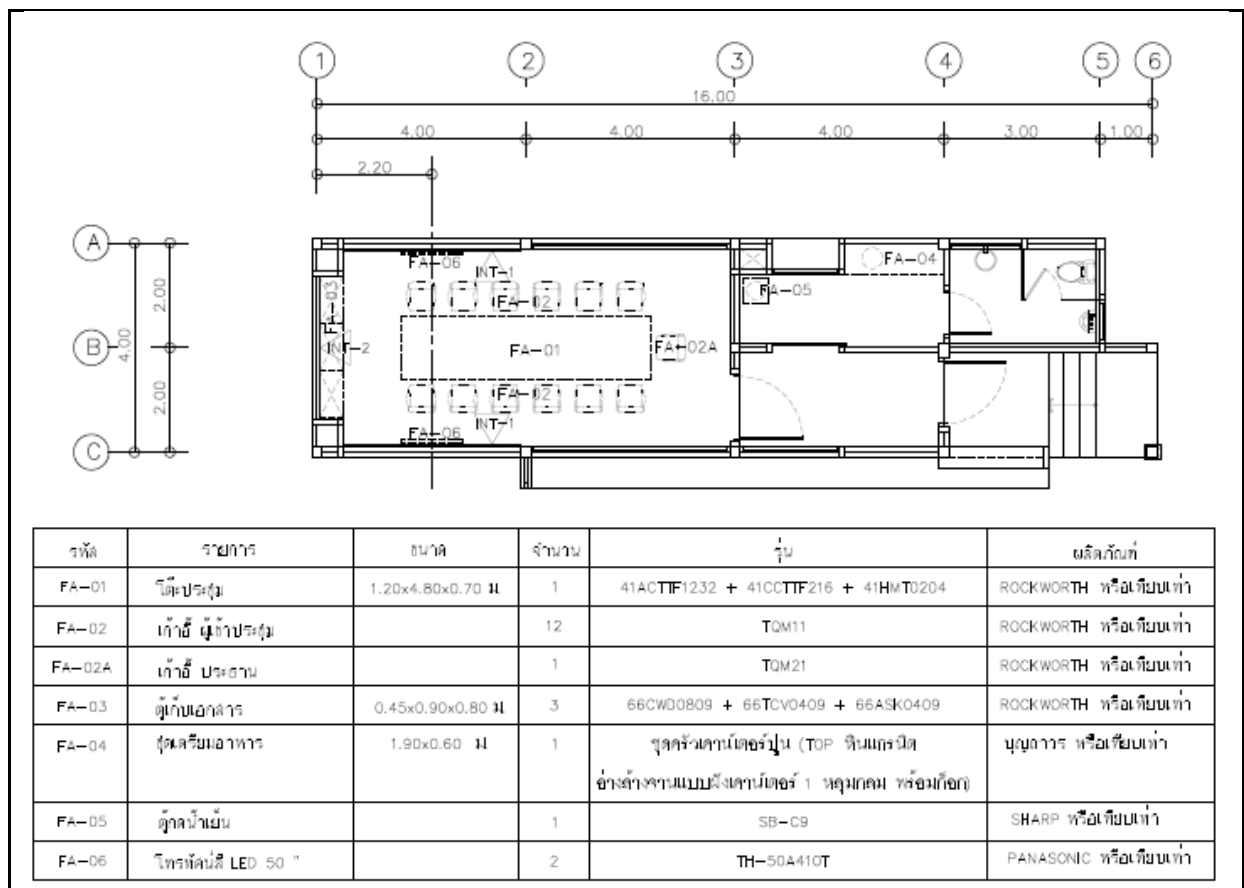 1 2 3 4 5 6
16.00
4.00 4.00 4.00 3.00 1.00
2.20
A
B
C
2.00
4.00
2.00
FA-06
INT-1
FA-04
FA-03
FA-02
FA-05
INT-2
FA-01
FA-02A
FA-02
INT-1
FA-06
รหัส รายการ ขนาด จำนวน รุ่น ผลิตภัณฑ์
FA-01 โต๊ะประชุม 1.20x4.80x0.70 ม 1 41ACTTF1232 + 41CCTTF216 + 41HMT0204 ROCKWORTH หรือเทียบเท่า
FA-02 เก้าอี้ ผู้เข้าประชุม 12 TQM11 ROCKWORTH หรือเทียบเท่า
FA-02A เก้าอี้ ประธาน 1 TQM21 ROCKWORTH หรือเทียบเท่า
FA-03 ตู้เก็บเอกสาร 0.45x0.90x0.80 ม 3 66CWD0809 + 66TCV0409 + 66ASK0409 ROCKWORTH หรือเทียบเท่า
FA-04 ชุดเตรียมอาหาร 1.90x0.60 ม 1 ชุดครัวเคาน์เตอร์ปูน (TOP หินแกรนิต บุญถาวร หรือเทียบเท่า
อ่างล้างจานแบบฝังเคาน์เตอร์ 1 หลุมกลม พร้อมก๊อก)
FA-05 ตู้กดน้ำเย็น 1 SB-C9 SHARP หรือเทียบเท่า
FA-06 โทรทัศน์สี LED 50 " 2 TH-50A410T PANASONIC หรือเทียบเท่า